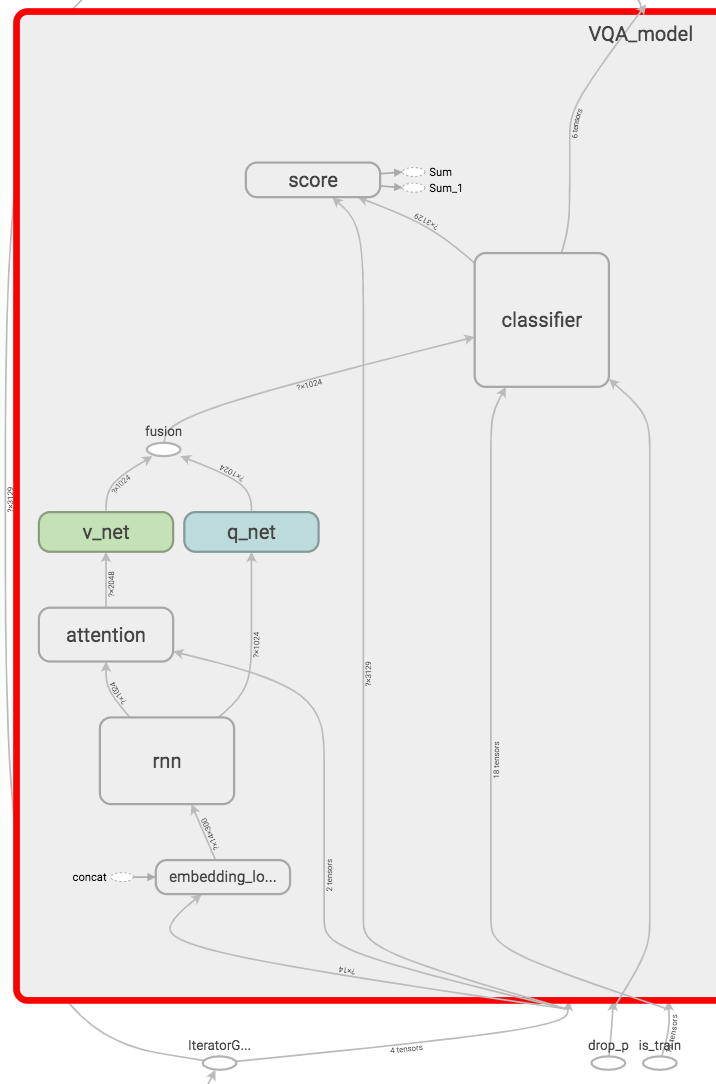 VQA_model
6 tensors
score
Sum
Sum_1
?×3129
classifier
?×1024
fusion
?×1024
?×1024
?×3129
v_net
q_net
?×2048
attention
?×1024
?×1024
?×3129
rnn
18 tensors
?×14×300
concat
embedding_lo...
2 tensors
?×14
IteratorG...
4 tensors
drop_p
is_train
tensors